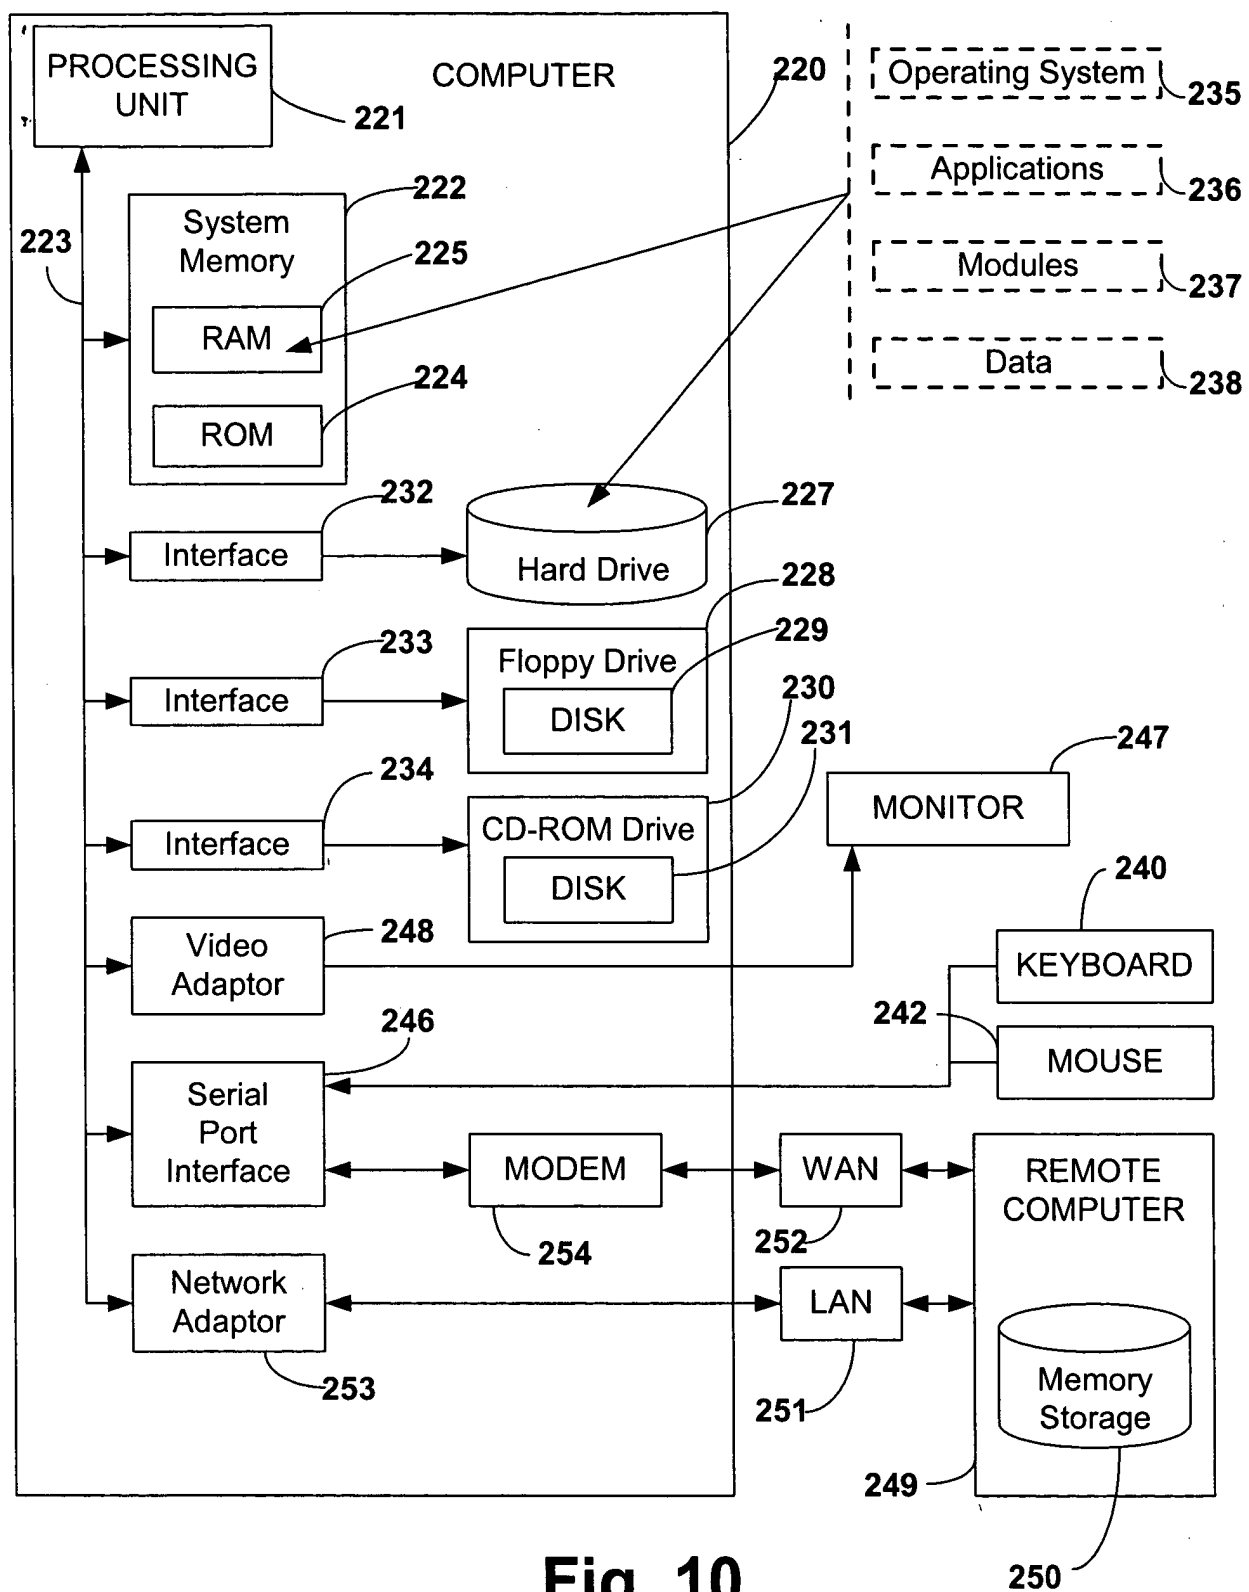 PROCESSING
UNIT
COMPUTER
220
221
Operating System
235
Applications
236
Modules
237
Data
238
222
223
System
Memory
225
RAM
224
ROM
232
Interface
227
Hard Drive
228
233
Interface
Floppy Drive
229
DISK
230
231
234
Interface
CD-ROM Drive
DISK
247
MONITOR
248
Video
Adaptor
240
KEYBOARD
242
MOUSE
246
Serial
Port
Interface
MODEM
254
WAN
252
REMOTE
COMPUTER
Network
Adaptor
253
LAN
251
Memory
Storage
249
250
Fig. 10